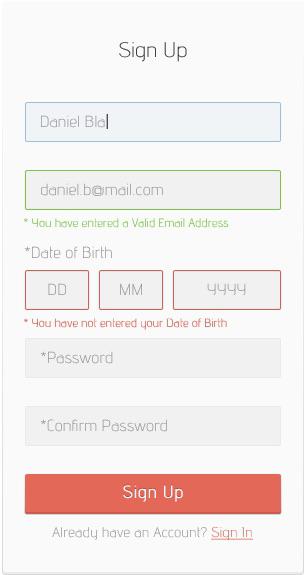 Sign Up
Daniel Bla
daniel.b@mail.com
* You have entered a Valid Email Address
*Date of Birth
DD MM YYYY
* You have not entered your Date of Birth
*Password
*Confirm Password
Sign Up
Already have an Account? Sign In